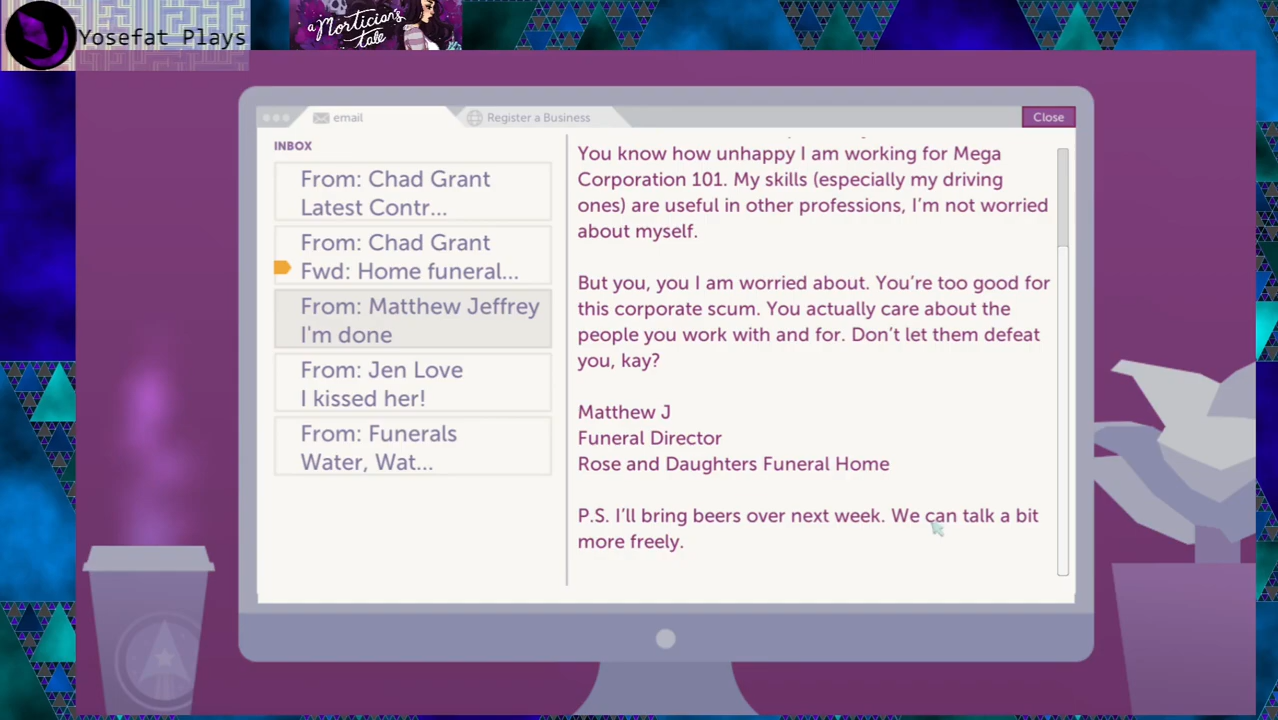 Yosefat Plays
a Mortician's
tale
email
Register a Business
Close
INBOX
From: Chad Grant
Latest Contr...
From: Chad Grant
Fwd: Home funeral...
From: Matthew Jeffrey
I'm done
From: Jen Love
I kissed her!
From: Funerals
Water, Wat...
You know how unhappy I am working for Mega
Corporation 101. My skills (especially my driving
ones) are useful in other professions, I'm not worried
about myself.
But you, you I am worried about. You're too good for
this corporate scum. You actually care about the
people you work with and for. Don't let them defeat
you, kay?
Matthew J
Funeral Director
Rose and Daughters Funeral Home
P.S. I'll bring beers over next week. We can talk a bit
more freely.